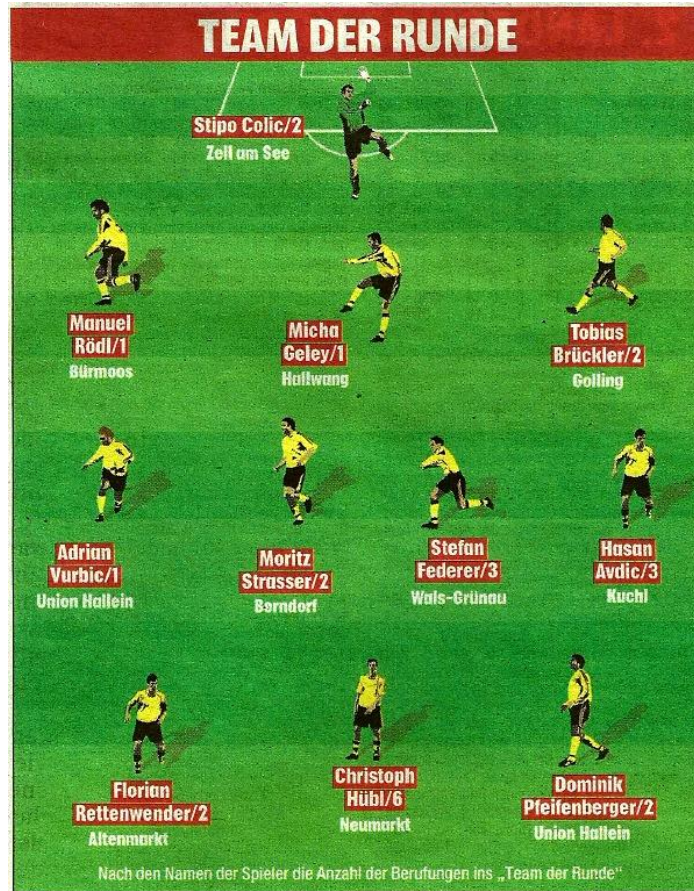 TEAM DER RUNDE
Stipo Colic/2
Zell am See
Manuel
Rödl/1
Bürmoos
Micha
Geley/1
Hallwang
Tobias
Brückler/2
Golling
Adrian
Vurbic/1
Union Hallein
Moritz
Strasser/2
Berndorf
Stefan
Federer/3
Wals-Grünau
Hasan
Avdic/3
Kuchl
Florian
Rettenwender/2
Altenmarkt
Christoph
Hübl/6
Neumarkt
Dominik
Pfeifenberger/2
Union Hallein
Nach den Namen der Spieler die Anzahl der Berufungen ins „Team der Runde“